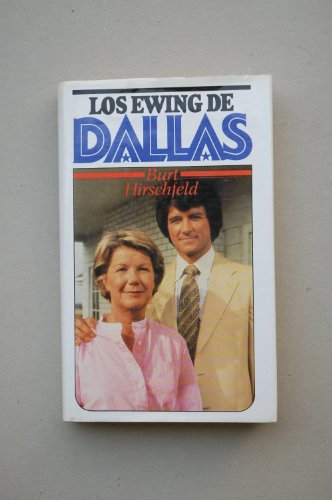 LOS EWING DE
DALLAS
Burt
Hirschfeld